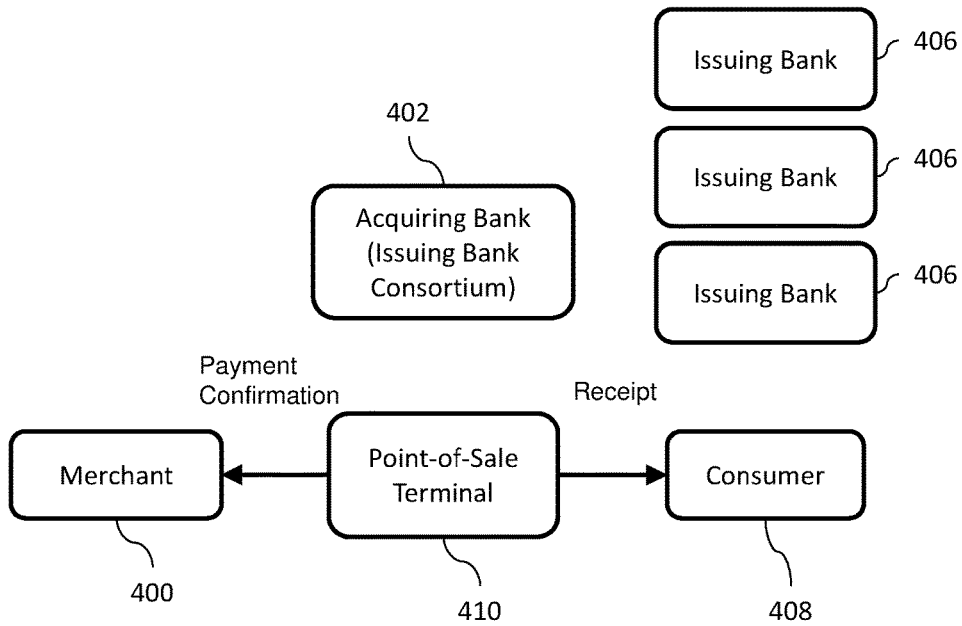 Issuing Bank
406
402
Issuing Bank
406
Acquiring Bank
(Issuing Bank
Consortium)
Issuing Bank
406
Payment
Confirmation
Receipt
Merchant
Point-of-Sale
Terminal
Consumer
400
410
408